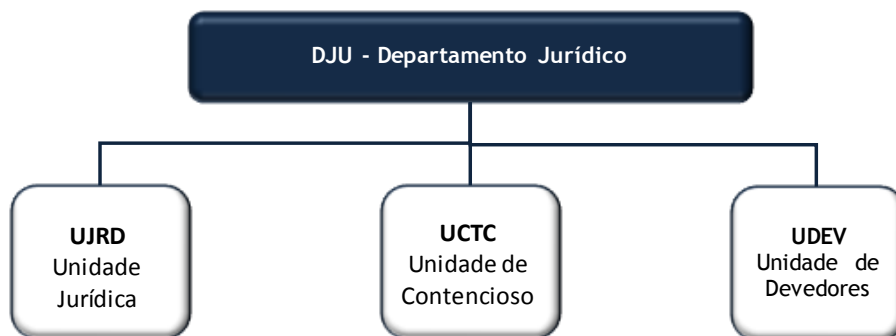 DJU - Departamento Jurídico
UJRD
Unidade
Jurídica
UCTC
Unidade de
Contencioso
UDEV
Unidade de
Devedores